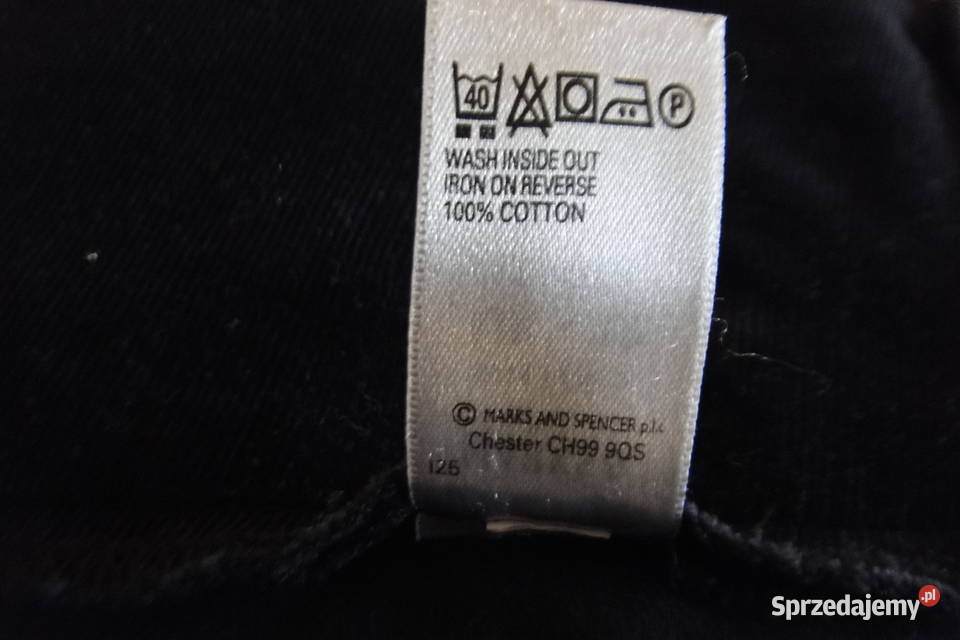 40
P
WASH INSIDE OUT
IRON ON REVERSE
100% COTTON
© MARKS AND SPENCER p.l.c
Chester CH99 9QS
125
Sprzedajemy.pl